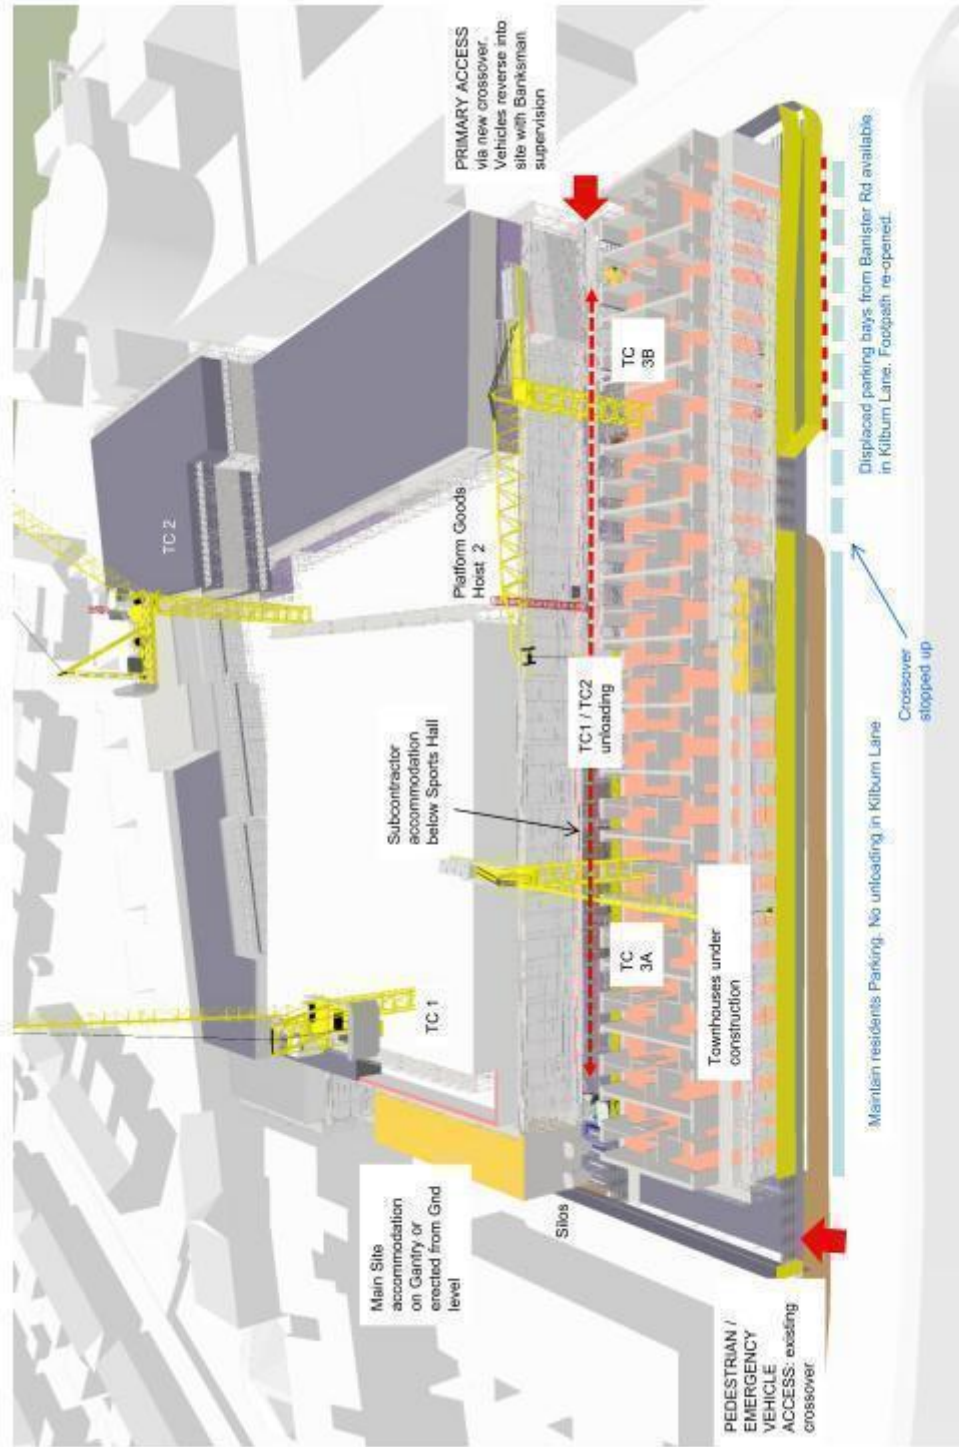 PRIMARY ACCESS
via new crossover.
Vehicles reverse into
site with Banksman
supervision
TC 2
Platform Goods
Hoist 2
TC
3B
Subcontractor
accommodation
below Sports Hall
TC1 / TC2
unloading
TC 1
TC
3A
Townhouses under
construction
Main Site
accommodation
on Gantry or
erected from Gnd
level
Silos
PEDESTRIAN /
EMERGENCY
VEHICLE
ACCESS: existing
crossover
Maintain residents Parking. No unloading in Kilburn Lane
Crossover
stopped up
Displaced parking bays from Banister Rd available
in Kilburn Lane. Footpath re-opened.